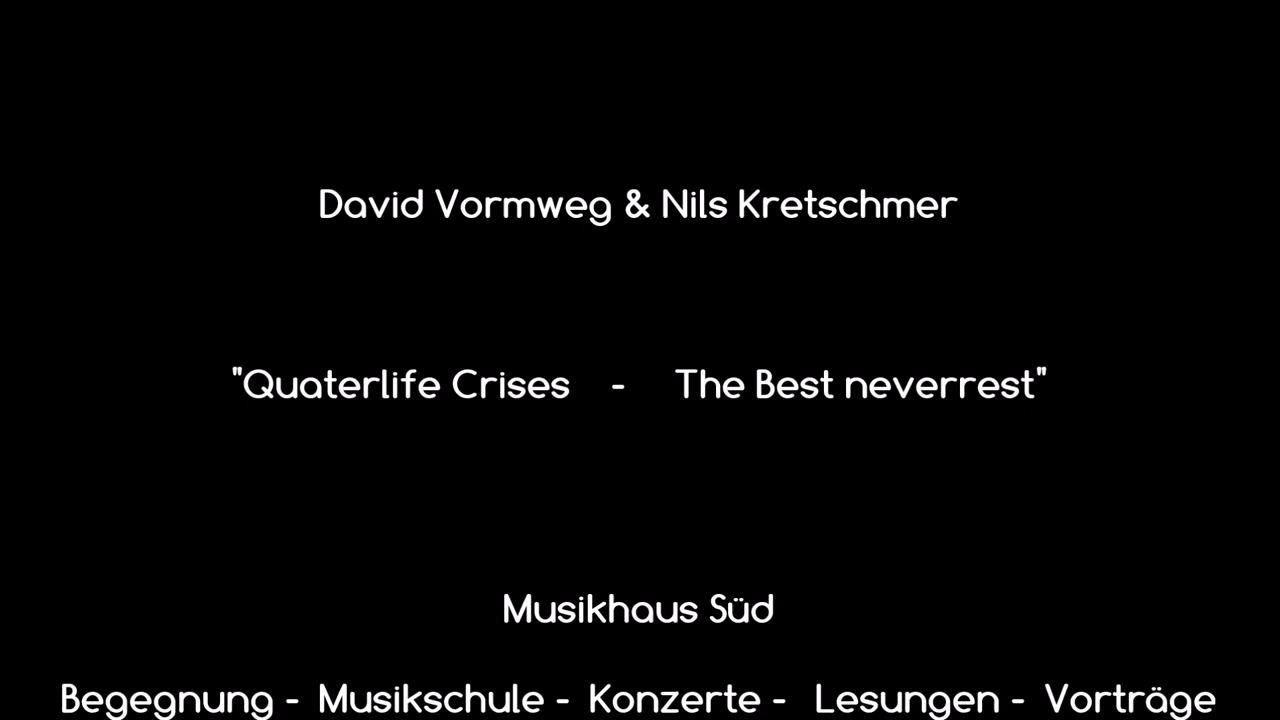 David Vormweg & Nils Kretschmer
"Quaterlife Crises - The Best neverrest"
Musikhaus Süd
Begegnung - Musikschule - Konzerte - Lesungen - Vorträge